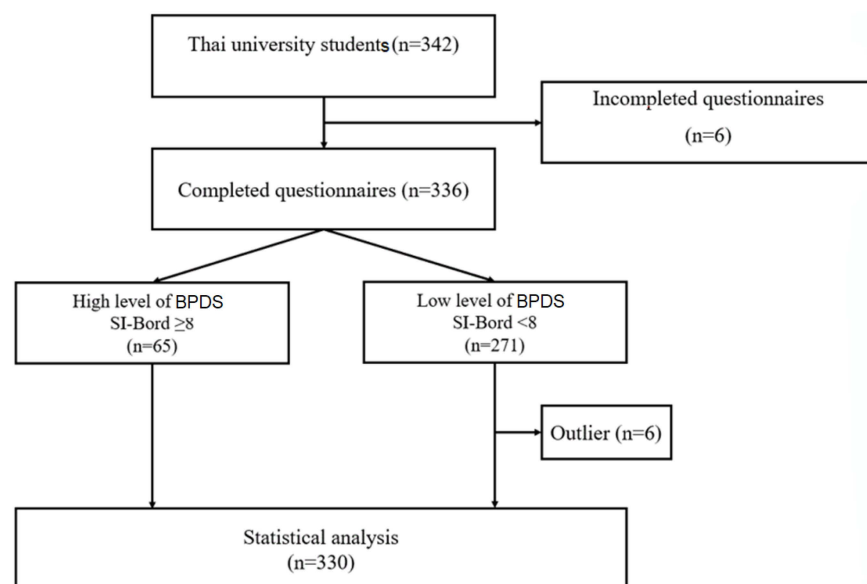 Thai university students(n=342)
Incompleted questionnaires
(n=6)
Completed questionnaires (n=336)
High level of BPDS
SI-Bord ≥8
(n=65)
Low level of BPDS
SI-Bord <8
(n=271)
Outlier (n=6)
Statistical analysis
(n=330)